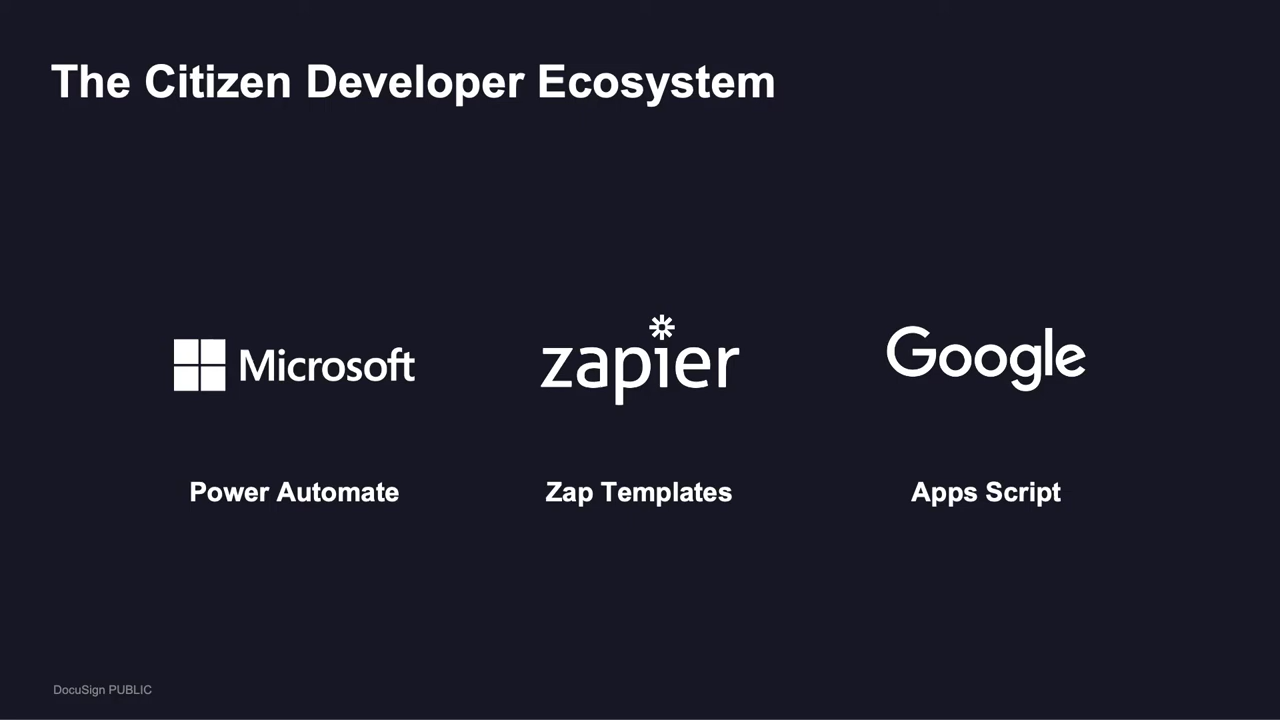 The Citizen Developer Ecosystem
Microsoft
zapier
Google
Power Automate
Zap Templates
Apps Script
DocuSign PUBLIC